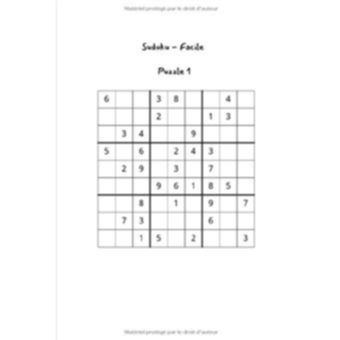 Matériel protégé par le droit d'auteur
Sudoku – Facile
Puzzle 1
6 3 8 4
2 1 3
3 4 9
5 6 2 4 3
2 9 3 7
9 6 1 8 5
8 1 9 7
7 3 6
1 5 2 3
Matériel protégé par le droit d'auteur